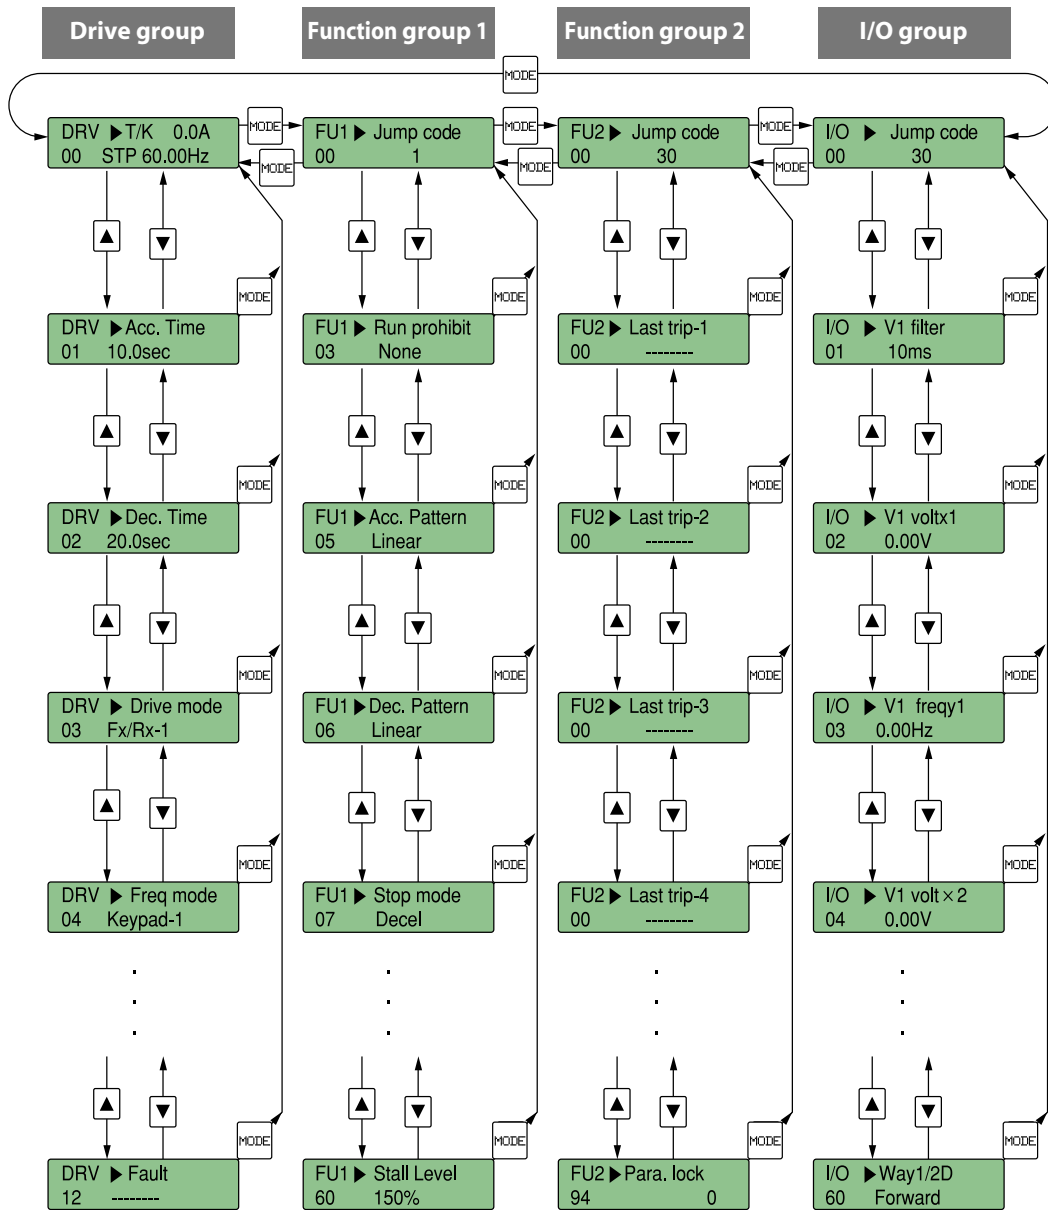 Drive group
Function group 1
Function group 2
I/O group
MODE
DRV ▶T/K 0.0A
00 STP 60.00Hz
MODE
MODE
FU1▶ Jump code
00 1
MODE
MODE
FU2▶ Jump code
00 30
MODE
MODE
I/O ▶ Jump code
00 30
▲ ▼ ▲ ▼ ▲ ▼ ▲ ▼
MODE MODE MODE MODE
DRV ▶Acc. Time
01 10.0sec
FU1▶ Run prohibit
03 None
FU2▶ Last trip-1
00 --------
I/O ▶ V1 filter
01 10ms
▲ ▼ ▲ ▼ ▲ ▼ ▲ ▼
MODE MODE MODE MODE
DRV ▶Dec. Time
02 20.0sec
FU1▶Acc. Pattern
05 Linear
FU2▶ Last trip-2
00 --------
I/O ▶ V1 voltx1
02 0.00V
▲ ▼ ▲ ▼ ▲ ▼ ▲ ▼
MODE MODE MODE MODE
DRV ▶ Drive mode
03 Fx/Rx-1
FU1▶Dec. Pattern
06 Linear
FU2▶ Last trip-3
00 --------
I/O ▶ V1 freqy1
03 0.00Hz
▲ ▼ ▲ ▼ ▲ ▼ ▲ ▼
MODE MODE MODE MODE
DRV ▶ Freq mode
04 Keypad-1
FU1▶ Stop mode
07 Decel
FU2▶ Last trip-4
00 --------
I/O ▶ V1 volt×2
04 0.00V
. . . .
. . . .
. . . .
▲ ▼ ▲ ▼ ▲ ▼ ▲ ▼
MODE MODE MODE MODE
DRV ▶ Fault
12 --------
FU1▶ Stall Level
60 150%
FU2▶Para. lock
94 0
I/O ▶Way1/2D
60 Forward